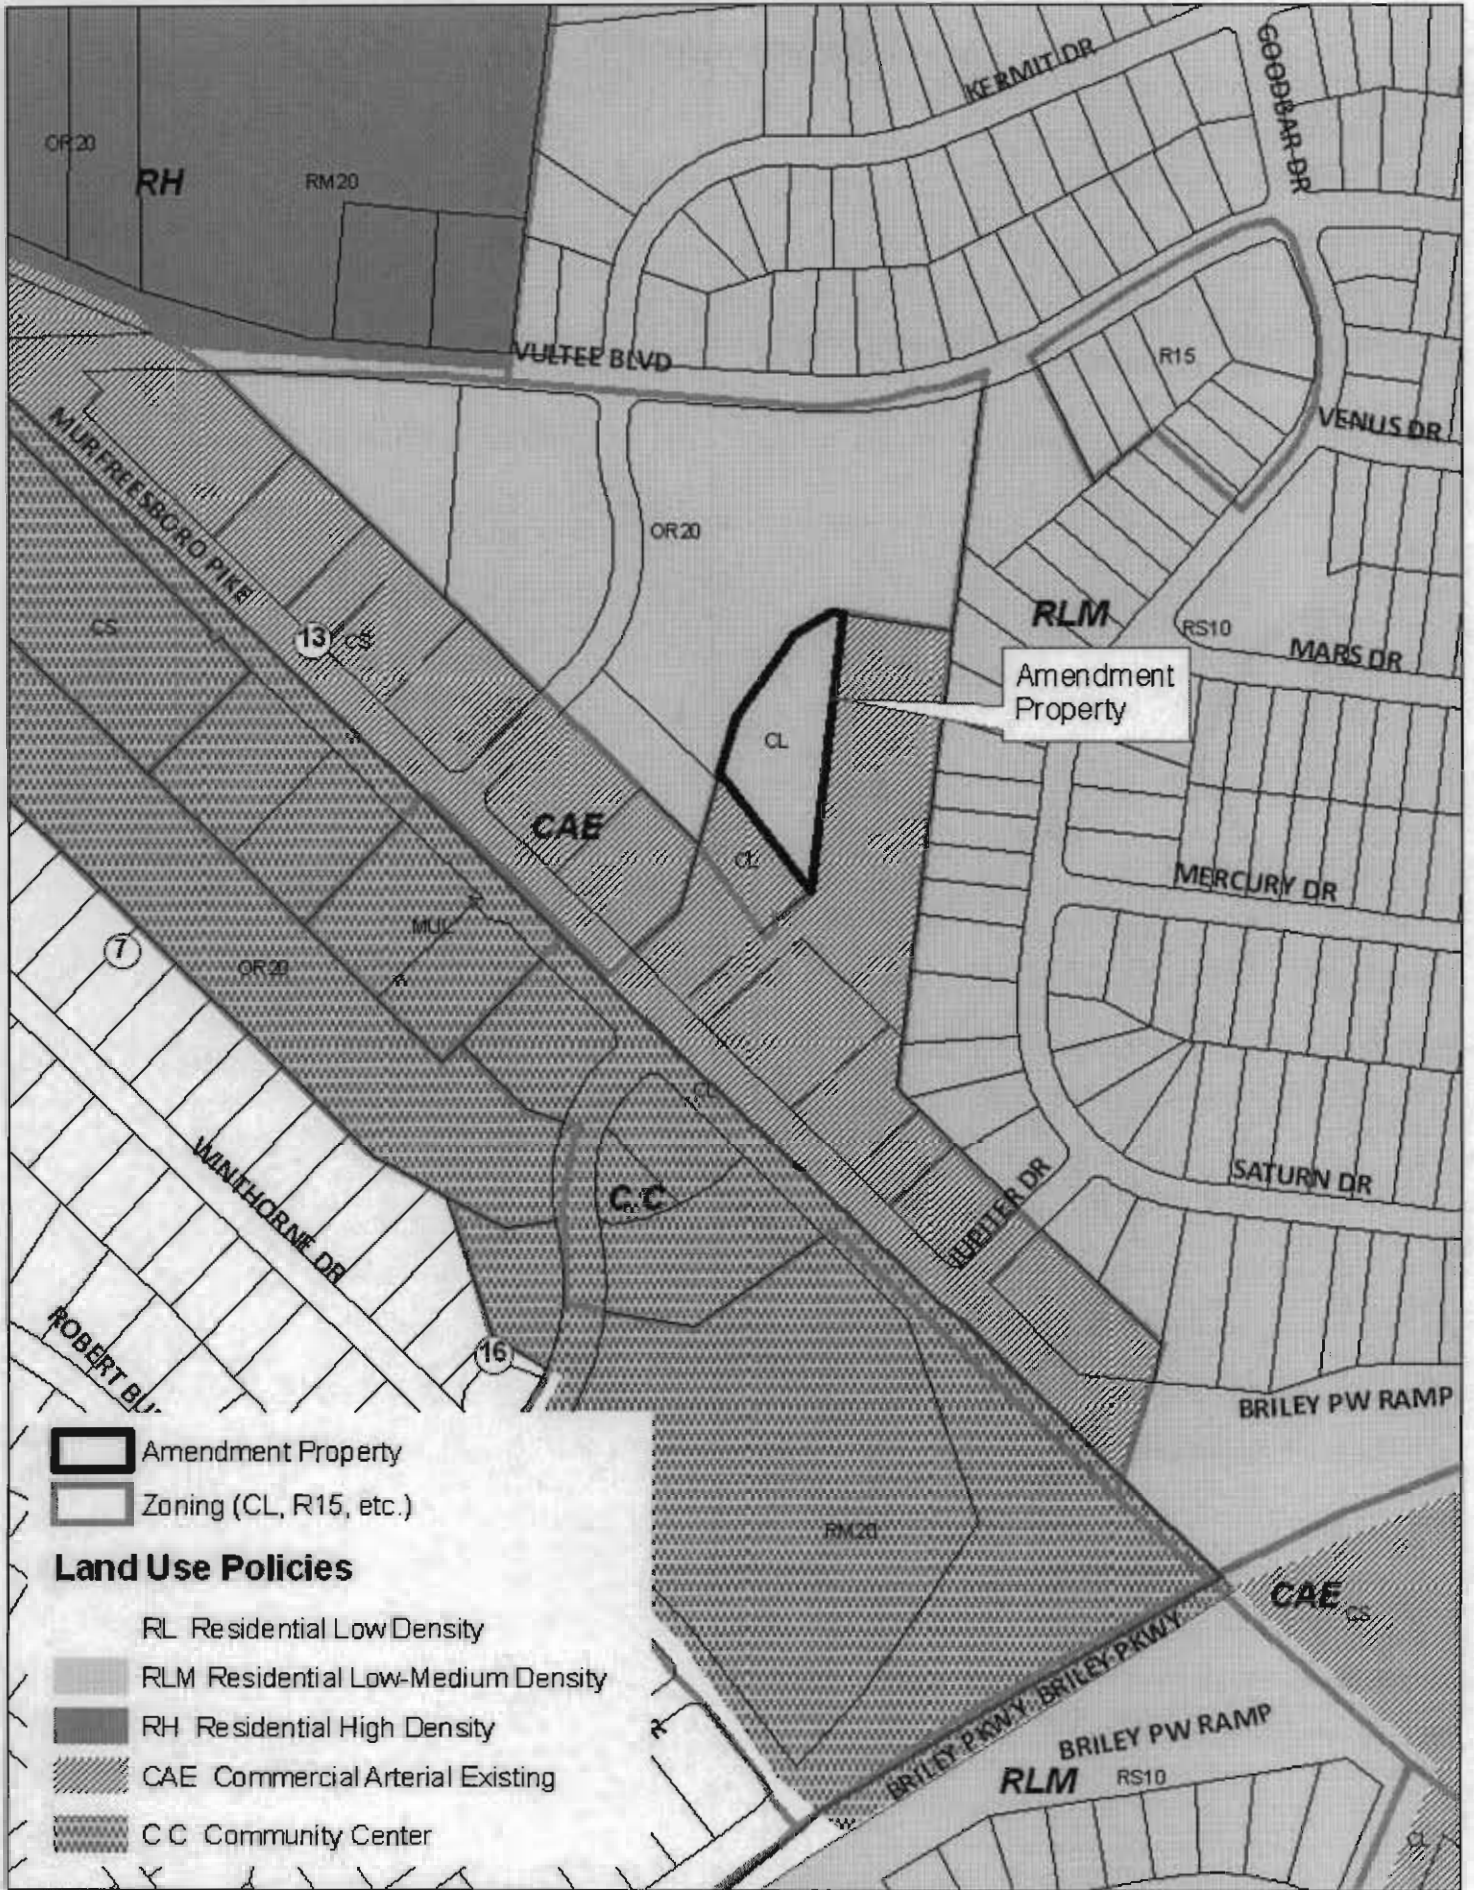 KERMIT DR
GOODBAR DR
OR20
RH
RM20
VULTEE BLVD
R15
VENUS DR
MURFREESBORO PIKE
OR20
CS
13
CS
RLM
RS10
MARS DR
Amendment
Property
CL
CAE
CL
MERCURY DR
MUL
7
OR20
CL
WINTHORNE DR
CC
JUPITER DR
SATURN DR
ROBERT
16
BRILEY PW RAMP
Amendment Property
Zoning (CL, R15, etc.)
RM20
Land Use Policies
CAE
CS
RL Residential Low Density
RLM Residential Low-Medium Density
RH Residential High Density
BRILEY PKWY BRILEY PKWY
BRILEY PW RAMP
CAE Commercial Arterial Existing
RLM
RS10
C C Community Center
CL